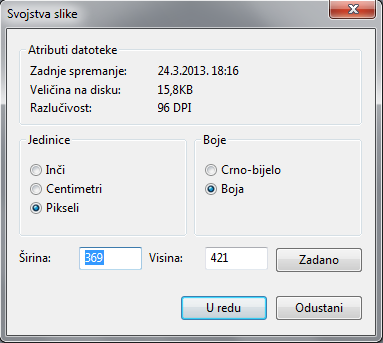 Svojstva slike
Atributi datoteke
Zadnje spremanje: 24.3.2013. 18:16
Veličina na disku: 15,8KB
Razlučivost: 96 DPI
Jedinice
Inči
Centimetri
Pikseli
Boje
Crno-bijelo
Boja
Širina: 369 Visina: 421 Zadano
U redu Odustani